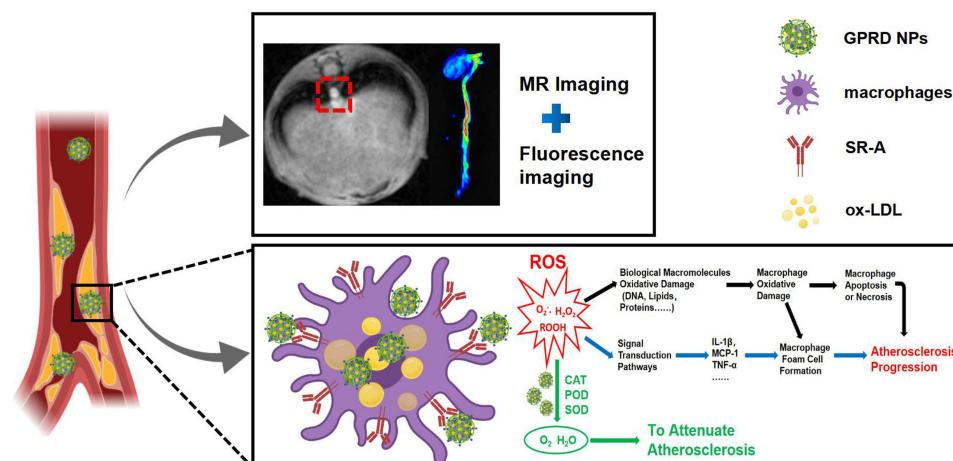 MR Imaging
Fluorescence
imaging
GPRD NPs
macrophages
SR-A
ox-LDL
ROS
O₂˙⁻ H₂O₂
ROOH
Biological Macromolecules
Oxidative Damage
(DNA, Lipids,
Proteins……)
Macrophage
Oxidative
Damage
Macrophage
Apoptosis
or Necrosis
Signal
Transduction
Pathways
IL-1β,
MCP-1
TNF-α
……
Macrophage
Foam Cell
Formation
Atherosclerosis
Progression
CAT
POD
SOD
O₂ H₂O
To Attenuate
Atherosclerosis